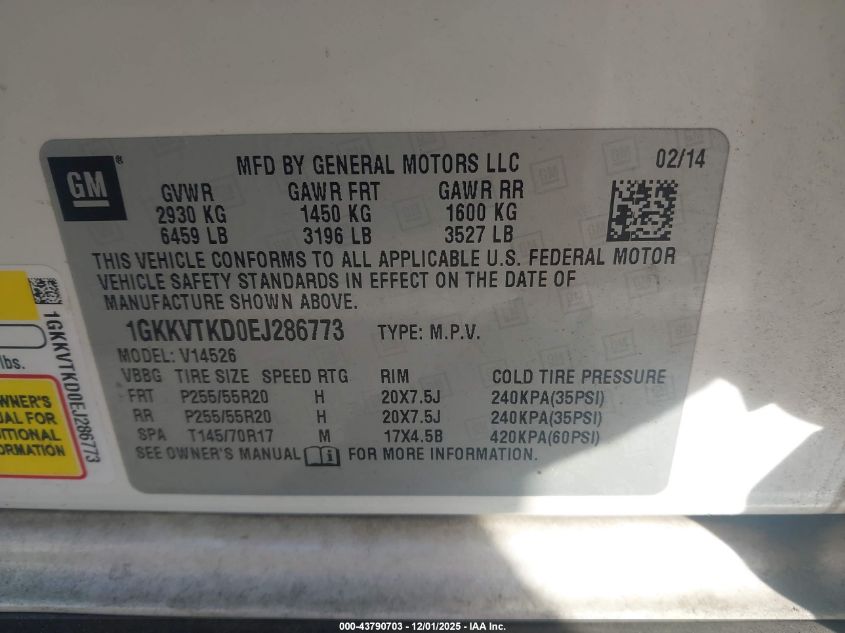 GM ®
MFD BY GENERAL MOTORS LLC 02/14
GVWR GAWR FRT GAWR RR
2930 KG 1450 KG 1600 KG
6459 LB 3196 LB 3527 LB
THIS VEHICLE CONFORMS TO ALL APPLICABLE U.S. FEDERAL MOTOR
VEHICLE SAFETY STANDARDS IN EFFECT ON THE DATE OF
MANUFACTURE SHOWN ABOVE.
1GKKVTKD0EJ286773 TYPE: M.P.V.
MODEL: V14526
VBBG TIRE SIZE SPEED RTG RIM COLD TIRE PRESSURE
FRT P255/55R20 H 20X7.5J 240KPA(35PSI)
RR P255/55R20 H 20X7.5J 240KPA(35PSI)
SPA T145/70R17 M 17X4.5B 420KPA(60PSI)
SEE OWNER'S MANUAL i FOR MORE INFORMATION.
1GKKVTKD0EJ286773
lbs.
WNER'S
UAL FOR
DITIONAL
ORMATION
000-43790703 - 12/01/2025 - IAA Inc.